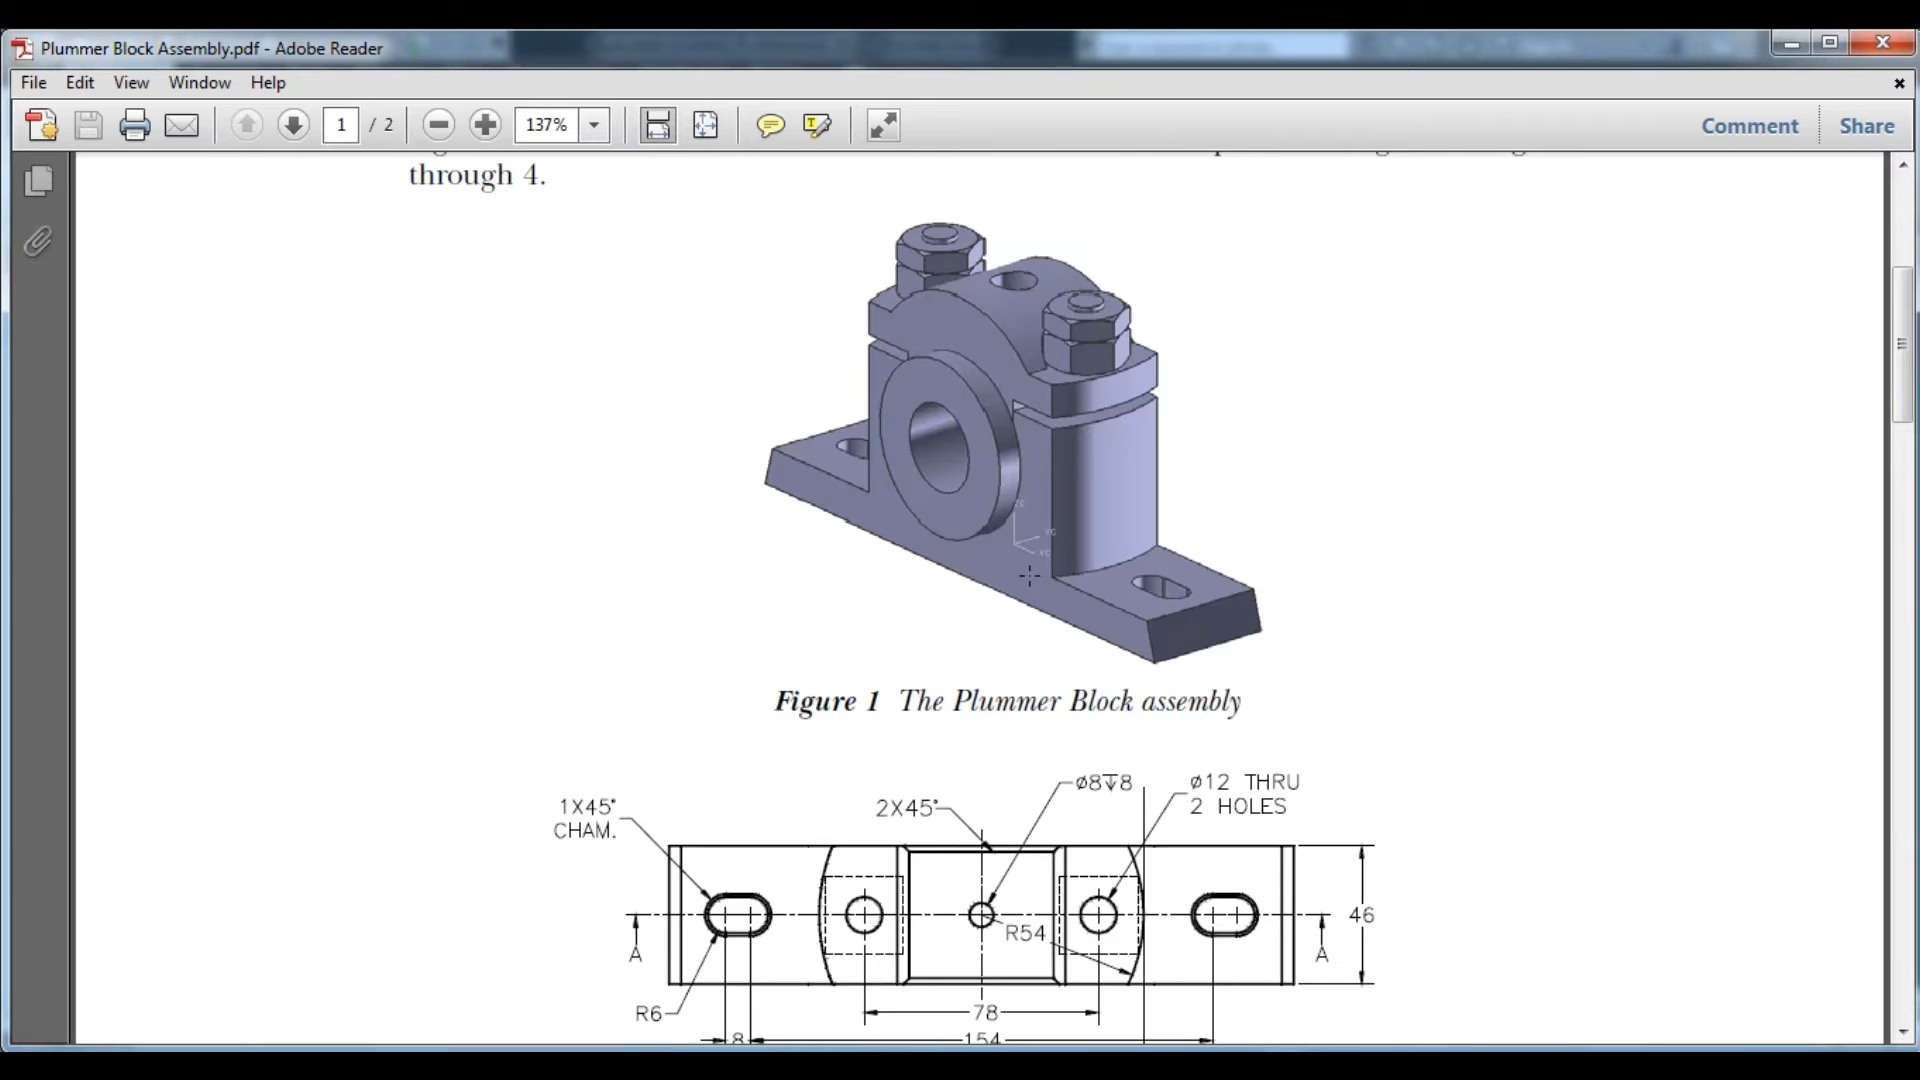 Plummer Block Assembly.pdf - Adobe Reader
File Edit View Window Help
1 / 2 137% Comment Share
through 4.
Figure 1 The Plummer Block assembly
1X45°
CHAM.
2X45°
ø8↧8
ø12 THRU
2 HOLES
R54
46
A
A
R6
78
8
154